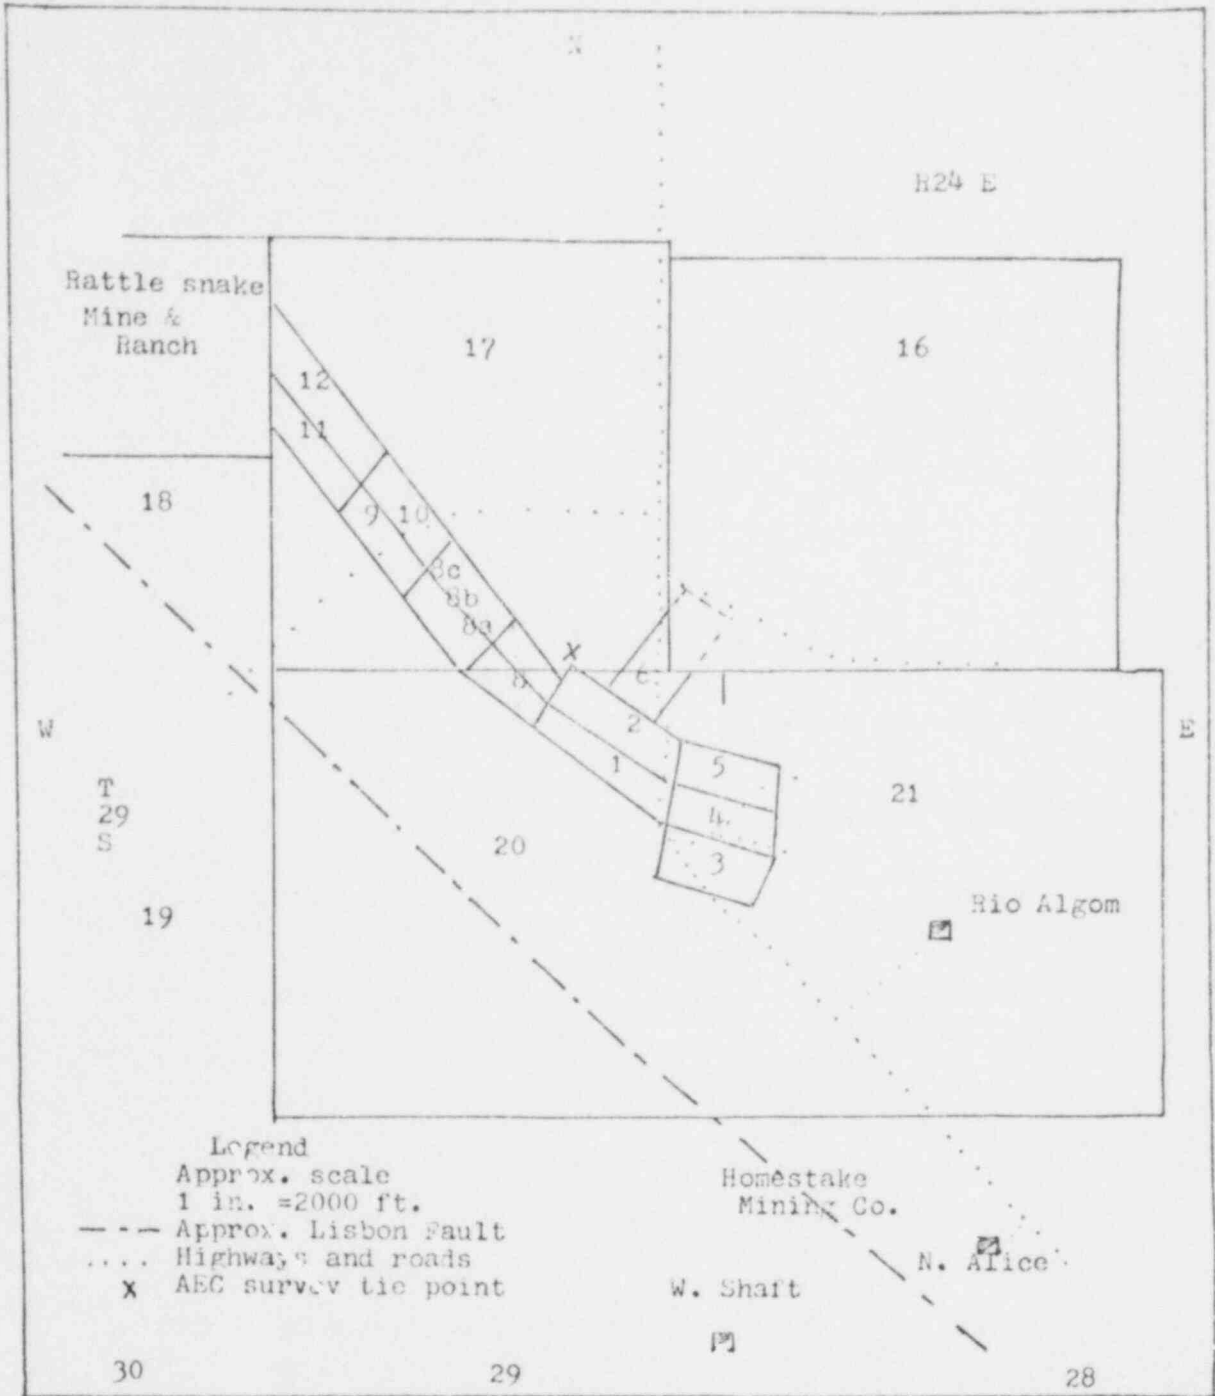 N
R24 E
Rattle snake
Mine &
Ranch
17
16
12
11
18
9
10
8c
8b
8a
8
X
6
2
W
E
1
5
T
29
S
4
21
20
3
19
Rio Algom
Legend
Approx. scale
1 in. =2000 ft.
Approx. Lisbon Fault
Highways and roads
X AEC survey tie point
Homestake
Mining Co.
N. Alice
W. Shaft
30
29
28